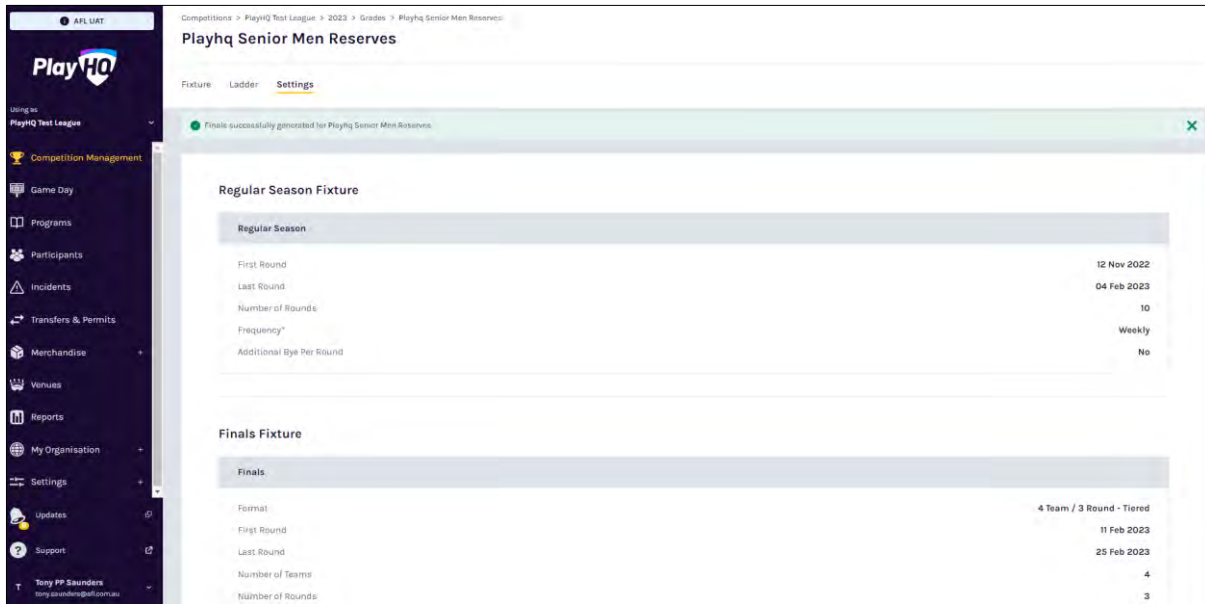 AFL UAT
PlayHQ
Using as
PlayHQ Test League
Competition Management
Game Day
Programs
Participants
Incidents
Transfers & Permits
Merchandise +
Venues
Reports
My Organisation +
Settings +
Updates
Support
T Tony PP Saunders
tony.saunders@afl.com.au
Competitions > PlayHQ Test League > 2023 > Grades > Playhq Senior Men Reserves
Playhq Senior Men Reserves
Fixture Ladder Settings
Finals successfully generated for Playhq Senior Men Reserves
Regular Season Fixture
Regular Season
First Round 12 Nov 2022
Last Round 04 Feb 2023
Number of Rounds 10
Frequency* Weekly
Additional Bye Per Round No
Finals Fixture
Finals
Format 4 Team / 3 Round - Tiered
First Round 11 Feb 2023
Last Round 25 Feb 2023
Number of Teams 4
Number of Rounds 3